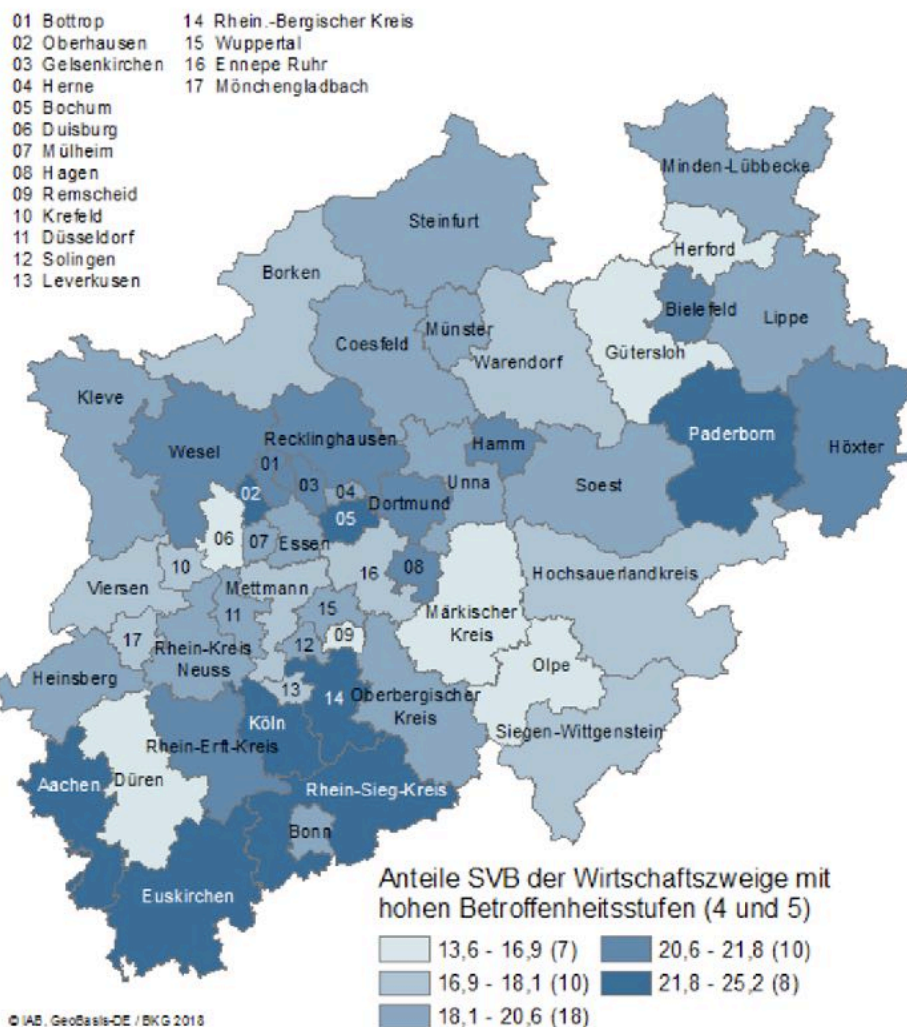 01 Bottrop
02 Oberhausen
03 Gelsenkirchen
04 Herne
05 Bochum
06 Duisburg
07 Mülheim
08 Hagen
09 Remscheid
10 Krefeld
11 Düsseldorf
12 Solingen
13 Leverkusen
14 Rhein.-Bergischer Kreis
15 Wuppertal
16 Ennepe Ruhr
17 Mönchengladbach
Minden-Lübbecke
Steinfurt
Herford
Borken
Bielefeld
Lippe
Münster
Coesfeld
Warendorf
Gütersloh
Kleve
Paderborn
Recklinghausen
Hamm
Höxter
Wesel
01
03
02
04
Dortmund
Unna
Soest
05
06
07
Essen
08
10
16
Hochsauerlandkreis
Viersen
Mettmann
11
15
Märkischer
Kreis
17
Rhein-Kreis
Neuss
12
09
Olpe
Heinsberg
13
14
Oberbergischer
Kreis
Köln
Siegen-Wittgenstein
Rhein-Erft-Kreis
Aachen
Düren
Rhein-Sieg-Kreis
Bonn
Euskirchen
Anteile SVB der Wirtschaftszweige mit
hohen Betroffenheitsstufen (4 und 5)
13,6 - 16,9 (7)
16,9 - 18,1 (10)
18,1 - 20,6 (18)
20,6 - 21,8 (10)
21,8 - 25,2 (8)
© IAB, GeoBasis-DE / BKG 2018